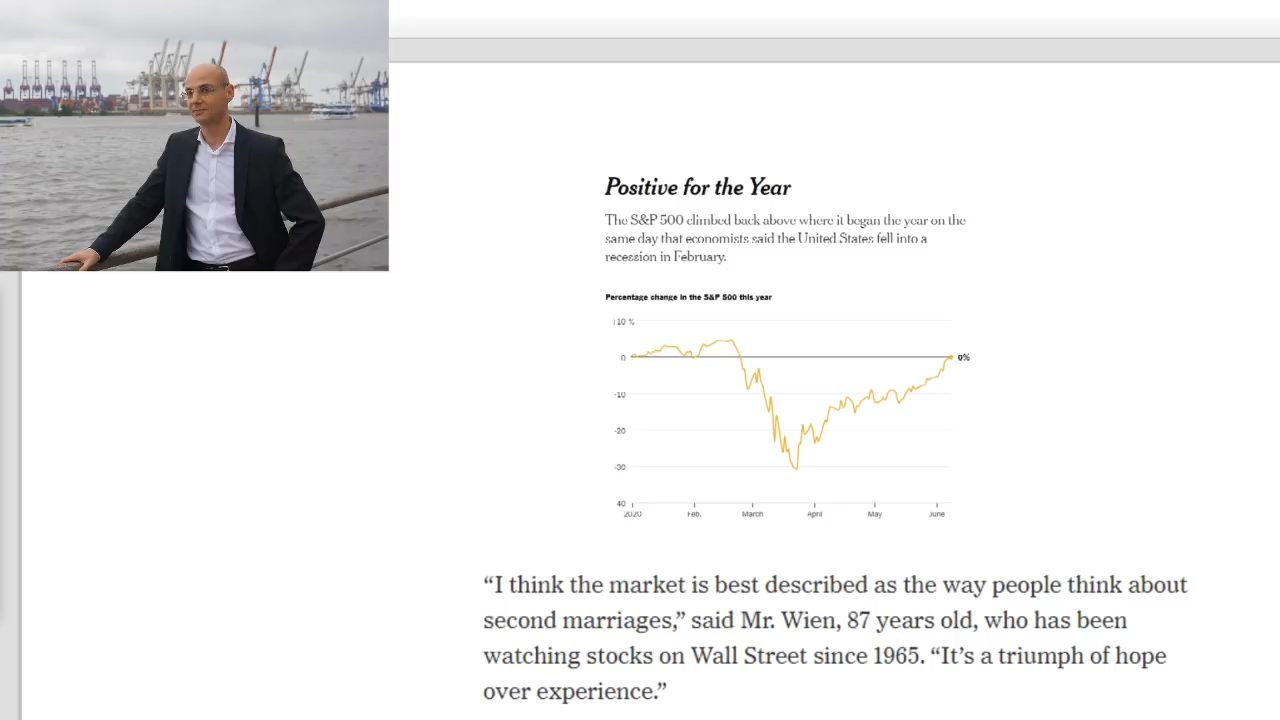 Positive for the Year
The S&P 500 climbed back above where it began the year on the
same day that economists said the United States fell into a
recession in February.
Percentage change in the S&P 500 this year
+10 %
0
0%
-10
-20
-30
40
2020 Feb. March April May June
“I think the market is best described as the way people think about
second marriages,” said Mr. Wien, 87 years old, who has been
watching stocks on Wall Street since 1965. “It’s a triumph of hope
over experience.”